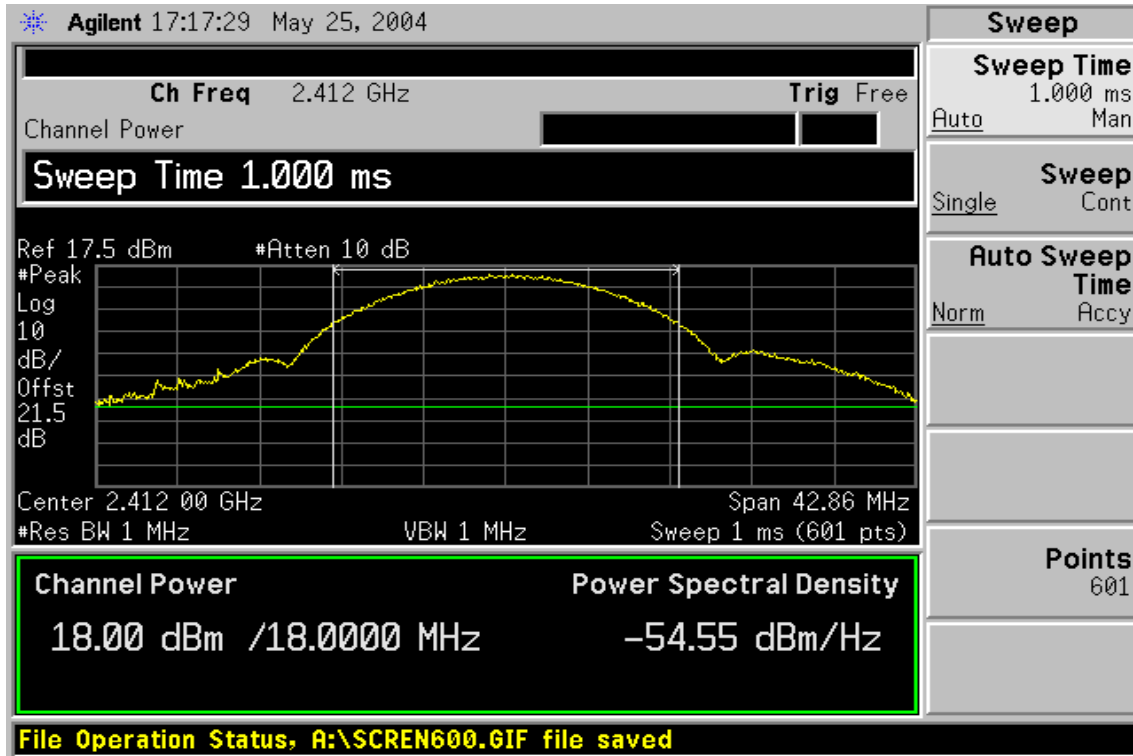 Agilent 17:17:29 May 25, 2004
Ch Freq 2.412 GHz Trig Free
Channel Power
Sweep Time 1.000 ms
Ref 17.5 dBm #Atten 10 dB
#Peak
Log
10
dB/
Offst
21.5
dB
Center 2.412 00 GHz Span 42.86 MHz
#Res BW 1 MHz VBW 1 MHz Sweep 1 ms (601 pts)
Channel Power Power Spectral Density
18.00 dBm /18.0000 MHz -54.55 dBm/Hz
File Operation Status, A:\SCREN600.GIF file saved
Sweep
Sweep Time
1.000 ms
Auto Man
Sweep
Single Cont
Auto Sweep
Time
Norm Accy
Points
601